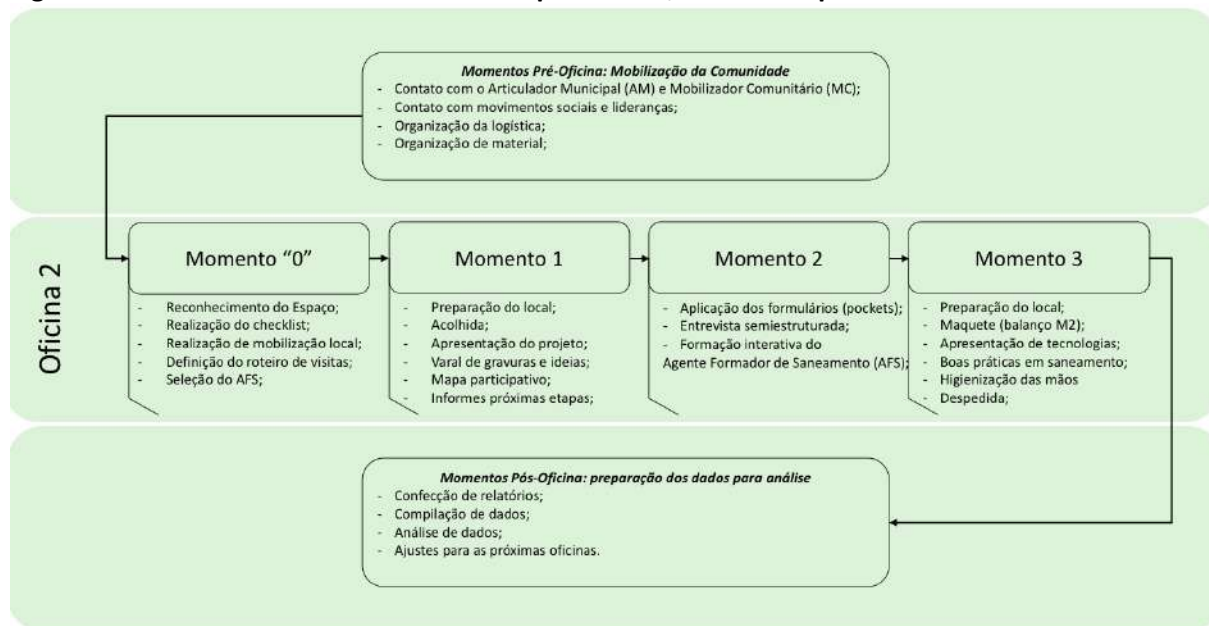 Momentos Pré-Oficina: Mobilização da Comunidade
- Contato com o Articulador Municipal (AM) e Mobilizador Comunitário (MC);
- Contato com movimentos sociais e lideranças;
- Organização da logística;
- Organização de material;
Oficina 2
Momento “0”
- Reconhecimento do Espaço;
- Realização do checklist;
- Realização de mobilização local;
- Definição do roteiro de visitas;
- Seleção do AFS;
Momento 1
- Preparação do local;
- Acolhida;
- Apresentação do projeto;
- Varal de gravuras e ideias;
- Mapa participativo;
- Informes próximas etapas;
Momento 2
- Aplicação dos formulários (pockets);
- Entrevista semiestruturada;
- Formação interativa do
Agente Formador de Saneamento (AFS);
Momento 3
- Preparação do local;
- Maquete (balanço M2);
- Apresentação de tecnologias;
- Boas práticas em saneamento;
- Higienização das mãos
- Despedida;
Momentos Pós-Oficina: preparação dos dados para análise
- Confecção de relatórios;
- Compilação de dados;
- Análise de dados;
- Ajustes para as próximas oficinas.